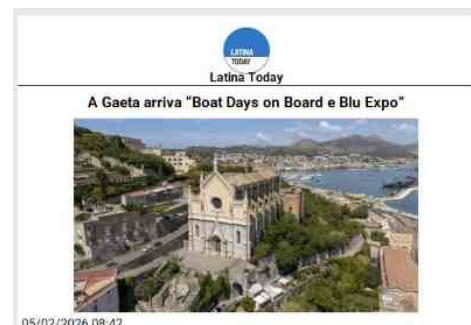 LATINA
TODAY
Latina Today
A Gaeta arriva “Boat Days on Board e Blu Expo”
05/02/2026 08:42